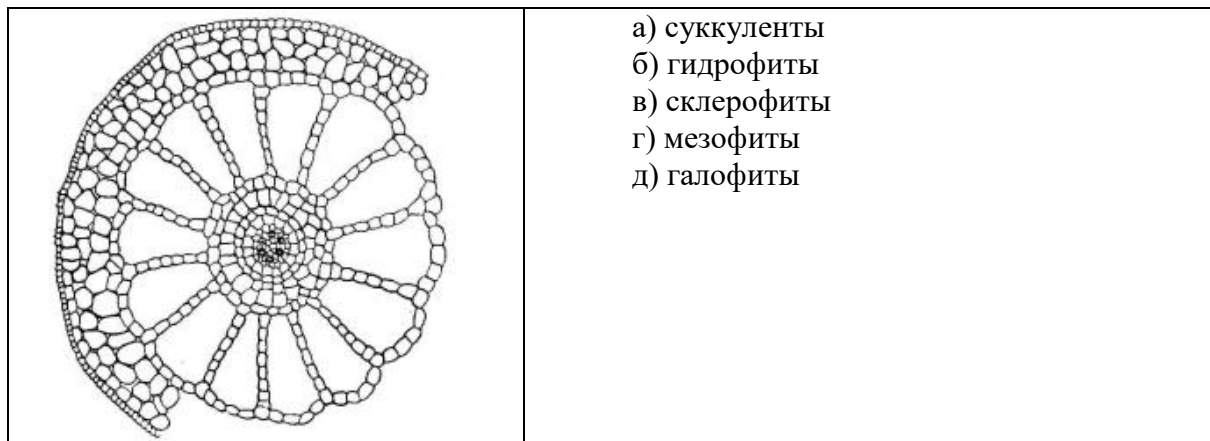 а) суккуленты
б) гидрофиты
в) склерофиты
г) мезофиты
д) галофиты